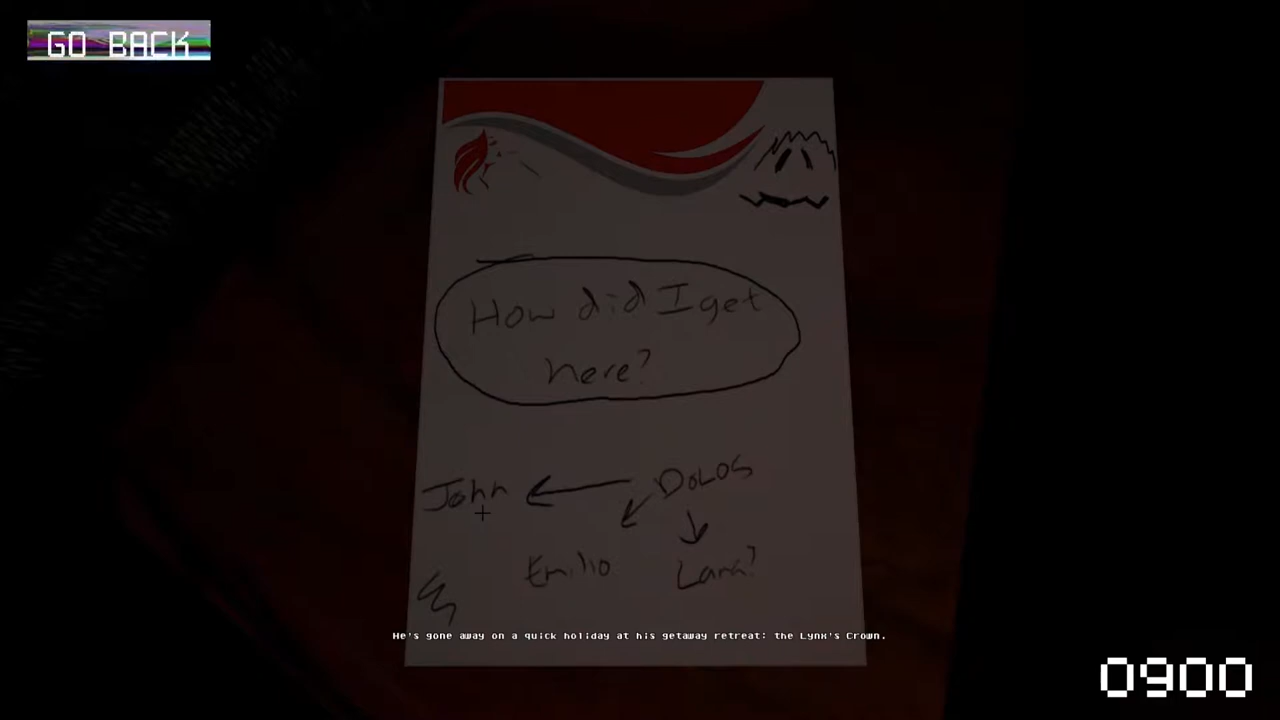 GO BACK
How did I get
here?
John
DOLOS
Emilio
Lara?
He's gone away on a quick holiday at his getaway retreat: the Lynx's Crown.
0900